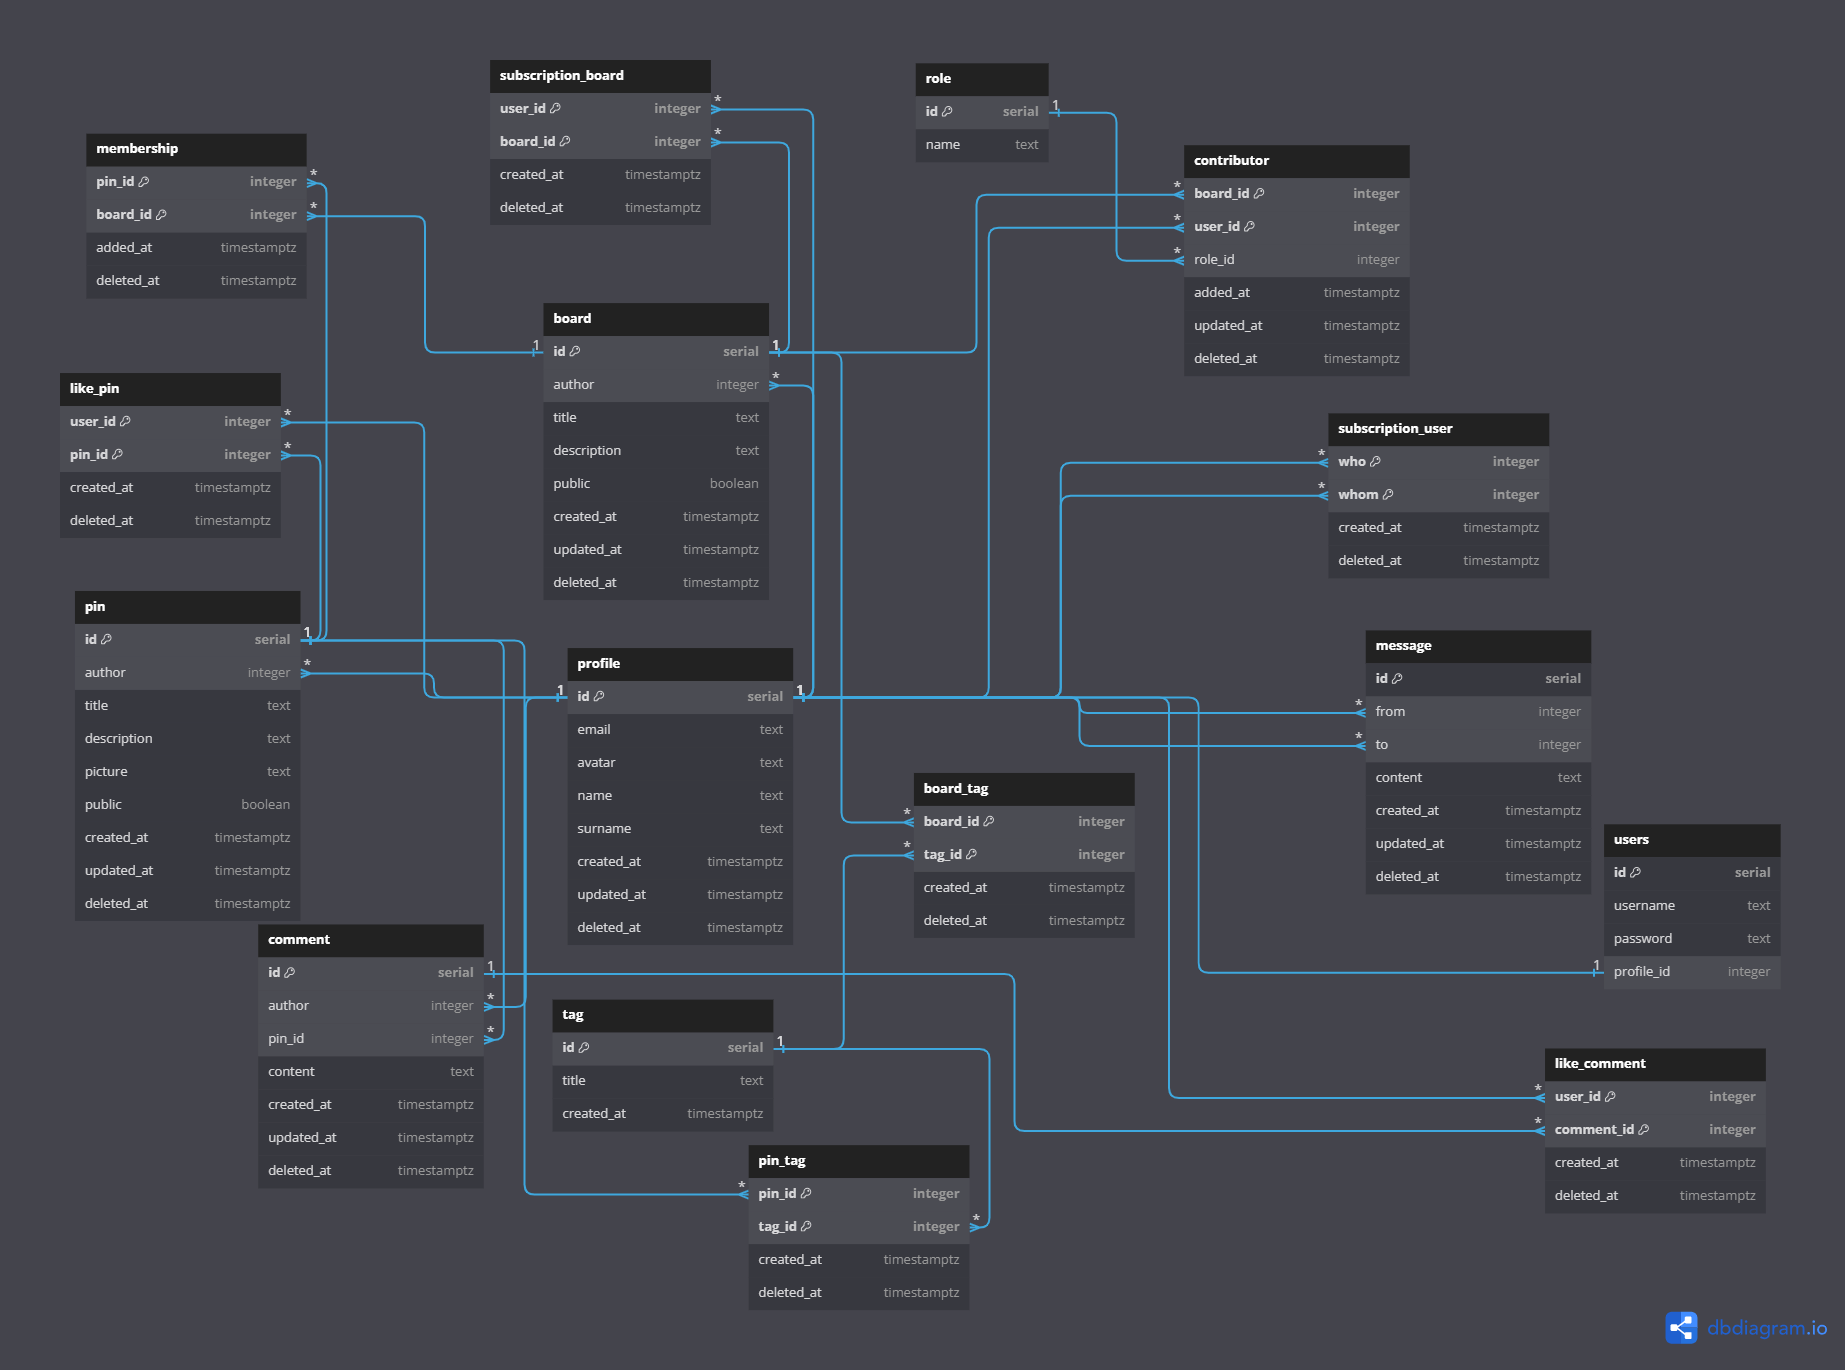 subscription_board
user_id integer
board_id integer
created_at timestamptz
deleted_at timestamptz
* *
role
id serial
name text
1
membership
pin_id integer
board_id integer
added_at timestamptz
deleted_at timestamptz
* *
contributor
board_id integer
user_id integer
role_id integer
added_at timestamptz
updated_at timestamptz
deleted_at timestamptz
* * *
board
id serial
author integer
title text
description text
public boolean
created_at timestamptz
updated_at timestamptz
deleted_at timestamptz
1 1 *
like_pin
user_id integer
pin_id integer
created_at timestamptz
deleted_at timestamptz
* *
subscription_user
who integer
whom integer
created_at timestamptz
deleted_at timestamptz
* *
pin
id serial
author integer
title text
description text
picture text
public boolean
created_at timestamptz
updated_at timestamptz
deleted_at timestamptz
1 *
profile
id serial
email text
avatar text
name text
surname text
created_at timestamptz
updated_at timestamptz
deleted_at timestamptz
1 1
message
id serial
from integer
to integer
content text
created_at timestamptz
updated_at timestamptz
deleted_at timestamptz
* *
board_tag
board_id integer
tag_id integer
created_at timestamptz
deleted_at timestamptz
* *
users
id serial
username text
password text
profile_id integer
1
comment
id serial
author integer
pin_id integer
content text
created_at timestamptz
updated_at timestamptz
deleted_at timestamptz
1 * *
tag
id serial
title text
created_at timestamptz
1
like_comment
user_id integer
comment_id integer
created_at timestamptz
deleted_at timestamptz
* *
pin_tag
pin_id integer
tag_id integer
created_at timestamptz
deleted_at timestamptz
* *
dbdiagram.io